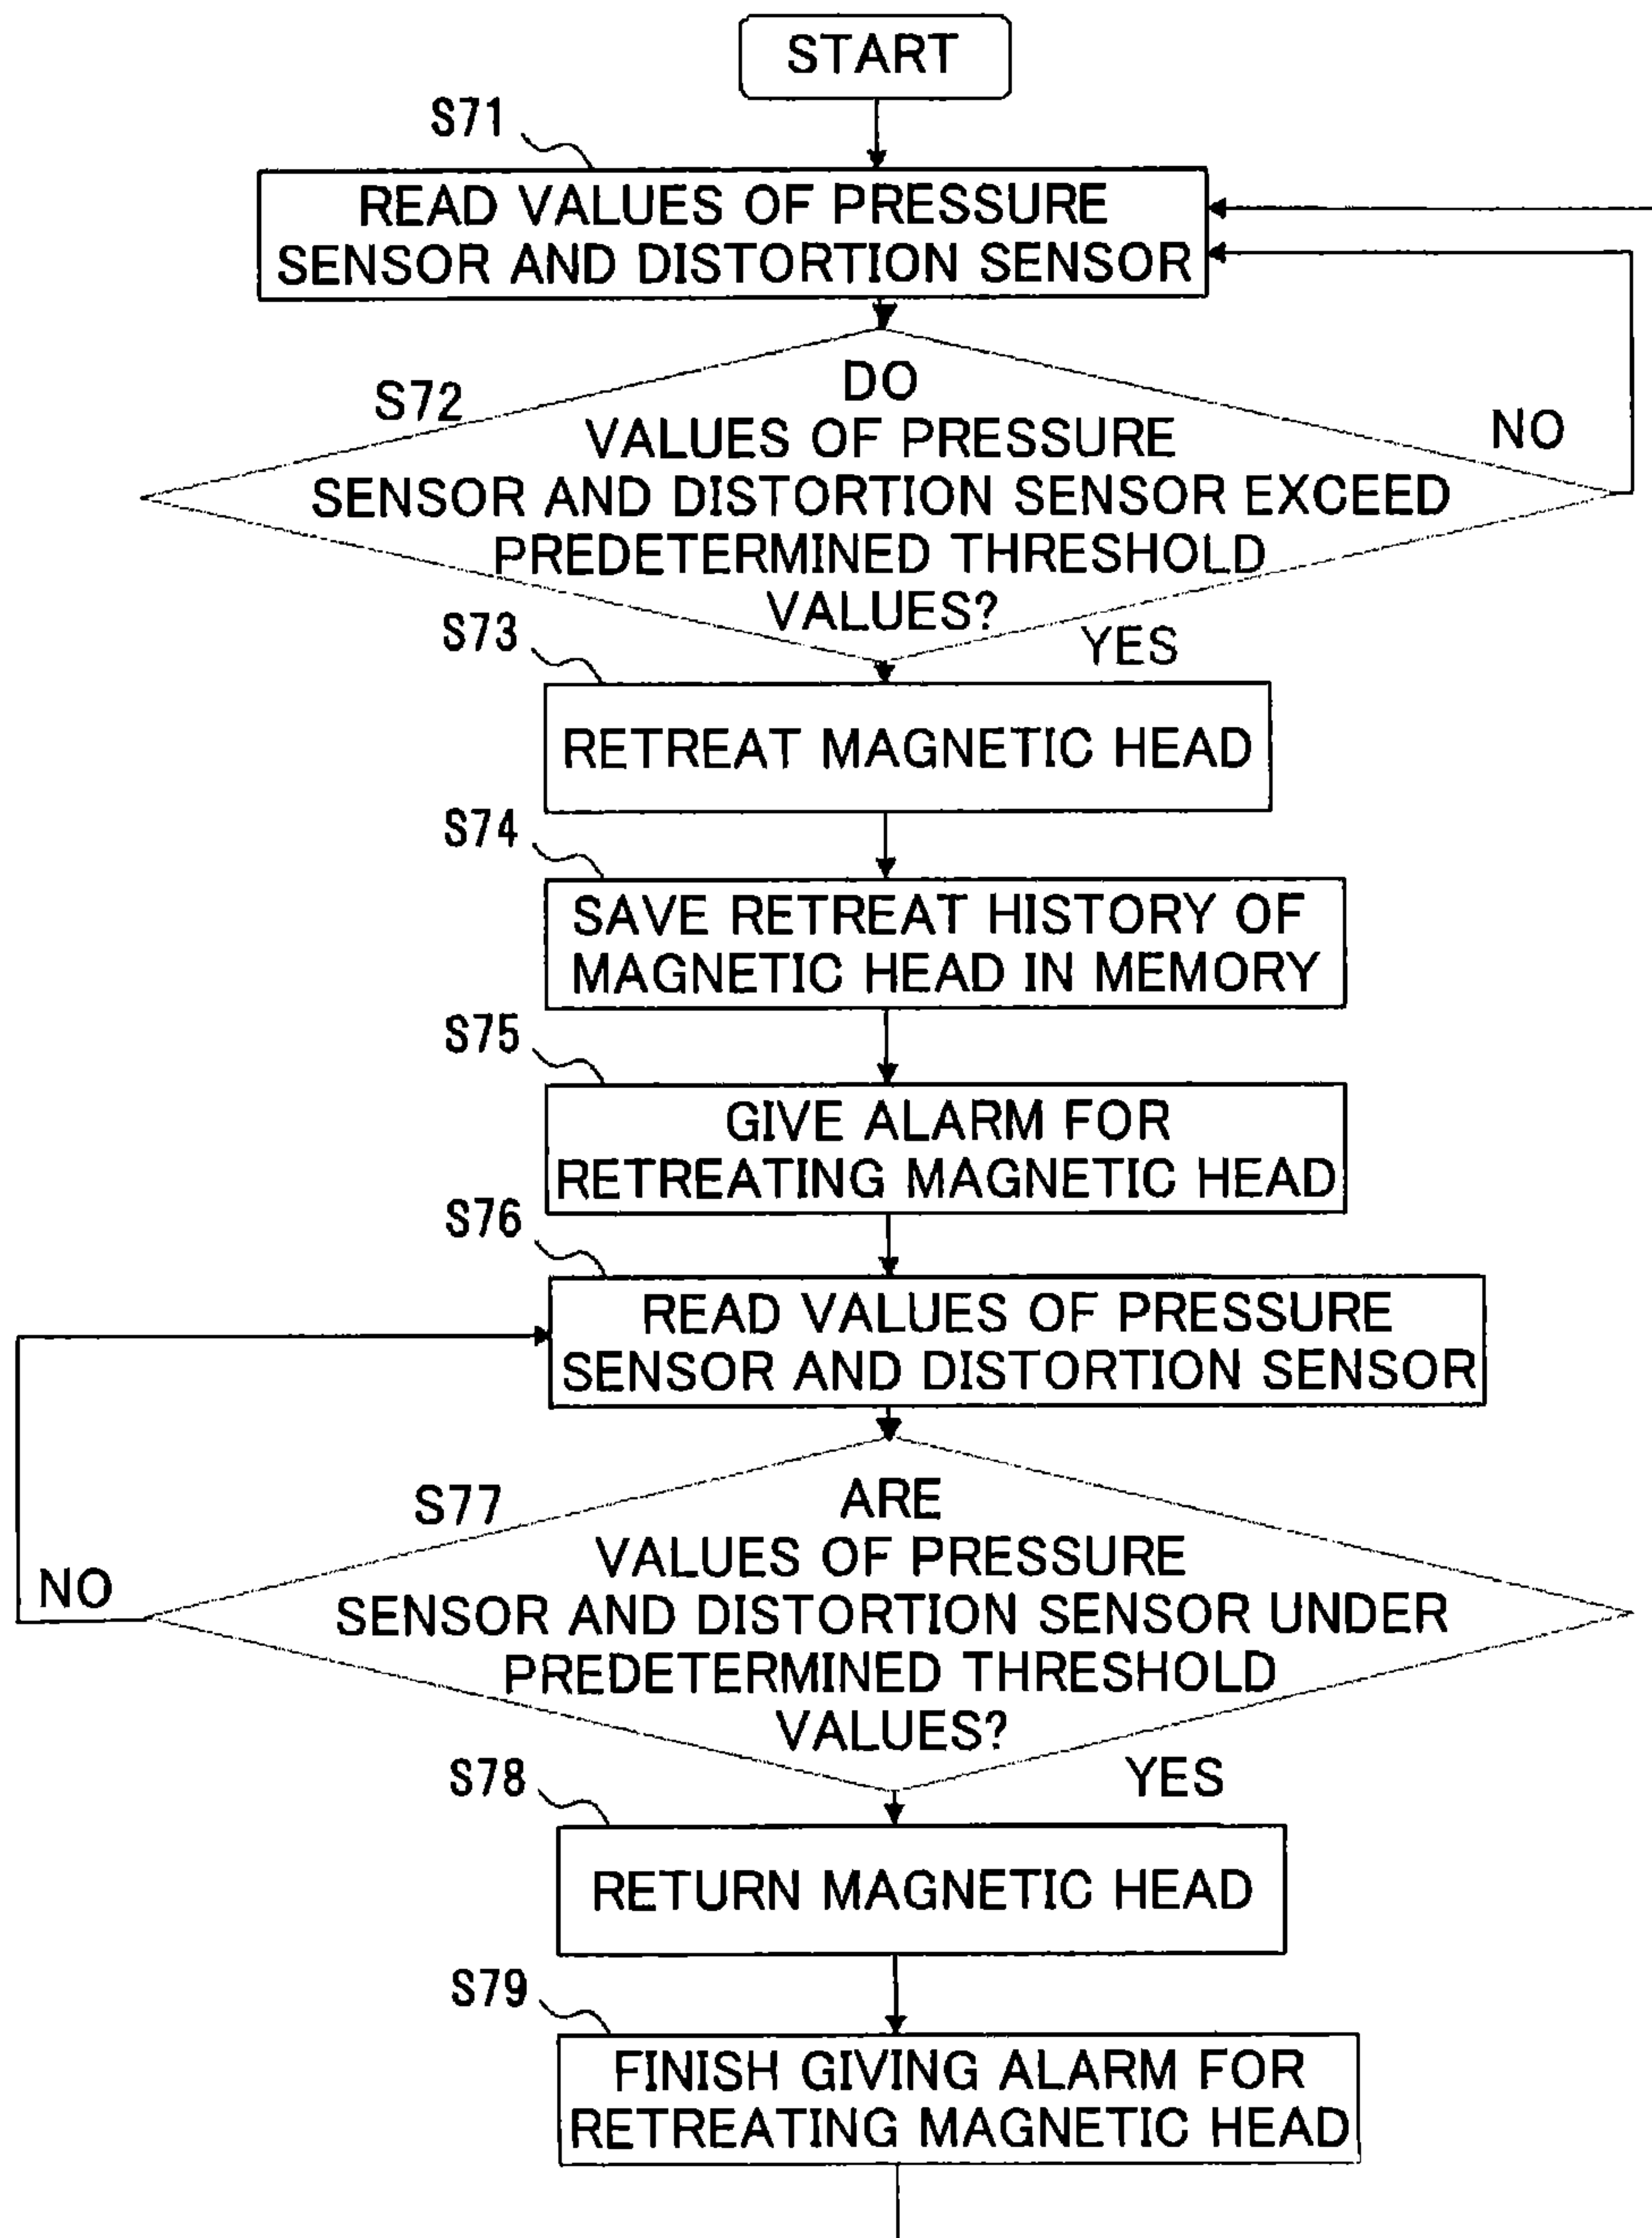 START
S71
READ VALUES OF PRESSURE
SENSOR AND DISTORTION SENSOR
S72
DO
VALUES OF PRESSURE
SENSOR AND DISTORTION SENSOR EXCEED
PREDETERMINED THRESHOLD
VALUES?
NO
YES
S73
RETREAT MAGNETIC HEAD
S74
SAVE RETREAT HISTORY OF
MAGNETIC HEAD IN MEMORY
S75
GIVE ALARM FOR
RETREATING MAGNETIC HEAD
S76
READ VALUES OF PRESSURE
SENSOR AND DISTORTION SENSOR
S77
ARE
VALUES OF PRESSURE
SENSOR AND DISTORTION SENSOR UNDER
PREDETERMINED THRESHOLD
VALUES?
NO
YES
S78
RETURN MAGNETIC HEAD
S79
FINISH GIVING ALARM FOR
RETREATING MAGNETIC HEAD